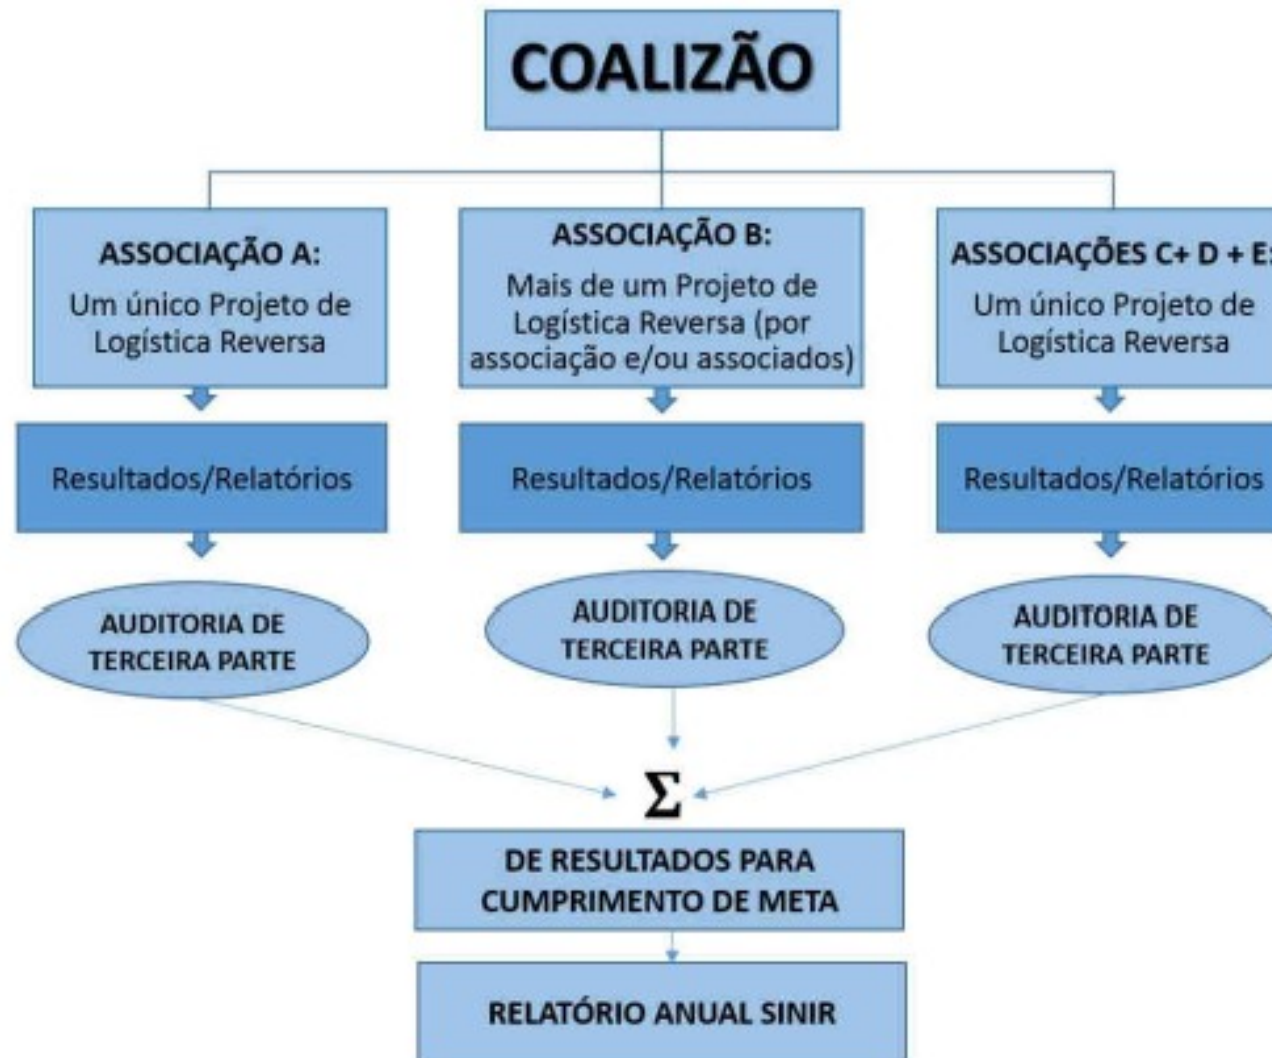 COALIZÃO
ASSOCIAÇÃO A:
Um único Projeto de
Logística Reversa
ASSOCIAÇÃO B:
Mais de um Projeto de
Logística Reversa (por
associação e/ou associados)
ASSOCIAÇÕES C+ D + E:
Um único Projeto de
Logística Reversa
Resultados/Relatórios
Resultados/Relatórios
Resultados/Relatórios
AUDITORIA DE
TERCEIRA PARTE
AUDITORIA DE
TERCEIRA PARTE
AUDITORIA DE
TERCEIRA PARTE
Σ
DE RESULTADOS PARA
CUMPRIMENTO DE META
RELATÓRIO ANUAL SINIR